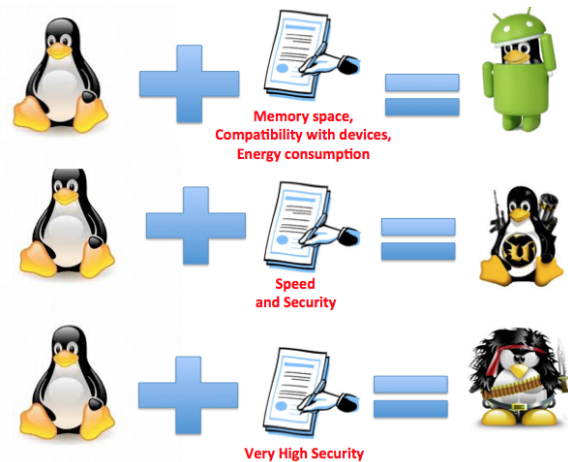 Memory space,
Compatibility with devices,
Energy consumption
Speed
and Security
Very High Security